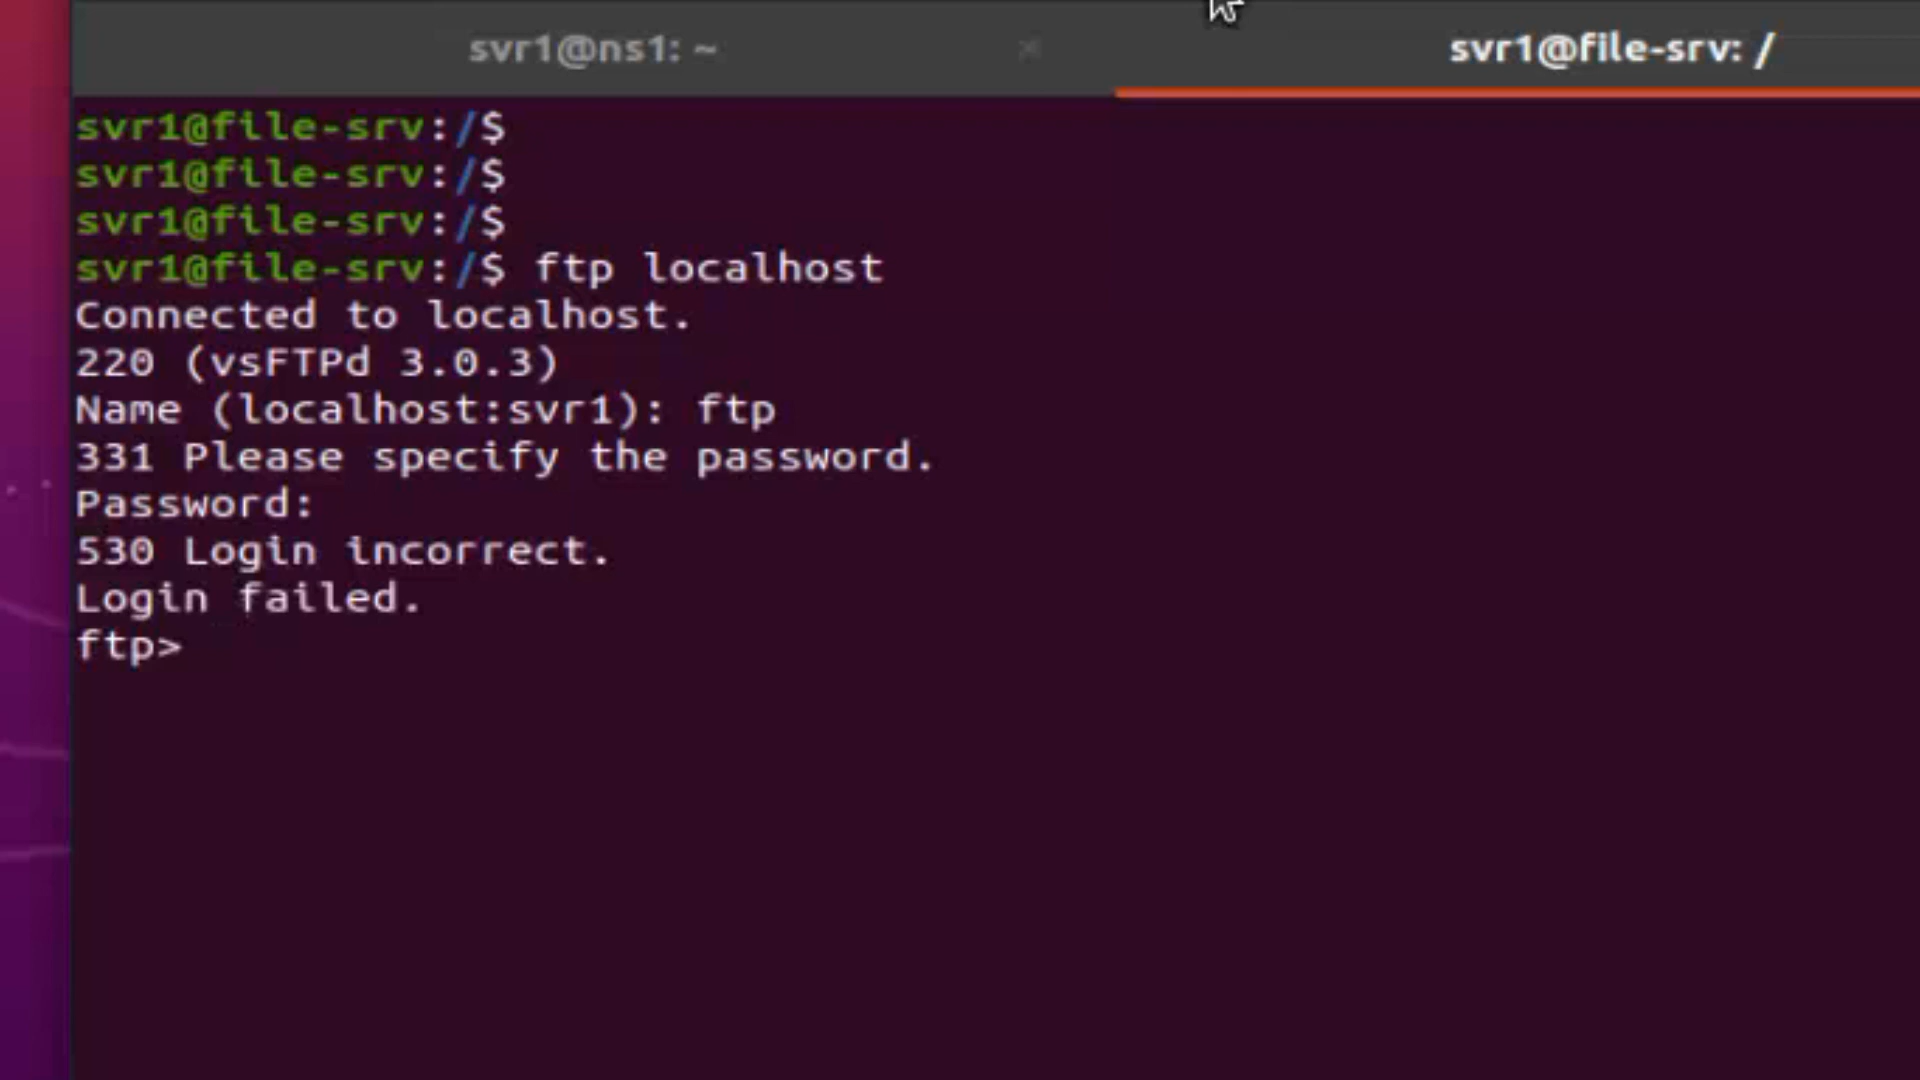 svr1@ns1: ~
svr1@file-srv: /
svr1@file-srv:/$
svr1@file-srv:/$
svr1@file-srv:/$
svr1@file-srv:/$ ftp localhost
Connected to localhost.
220 (vsFTPd 3.0.3)
Name (localhost:svr1): ftp
331 Please specify the password.
Password:
530 Login incorrect.
Login failed.
ftp>